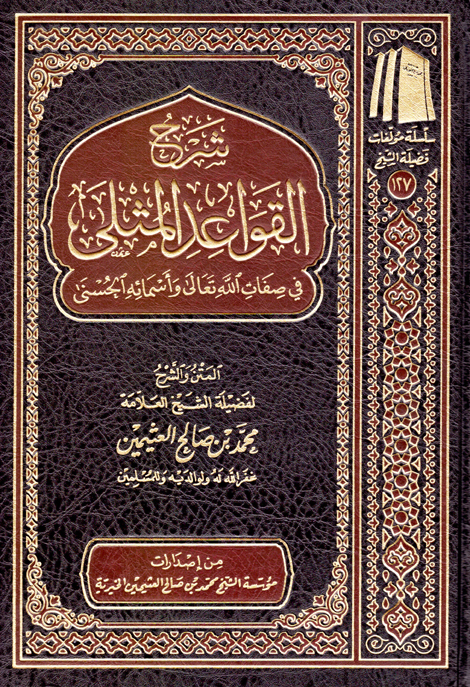 شرح
القواعد المثلى
في صفات الله تعالى وأسمائه الحسنى
المتن والشرح
لفضيلة الشيخ العلامة
محمد بن صالح العثيمين
غفر الله له ولوالديه وللمسلمين
من إصدارات
مؤسسة الشيخ محمد بن صالح العثيمين الخيرية
سلسلة مؤلفات
فضيلة الشيخ
١٢٧